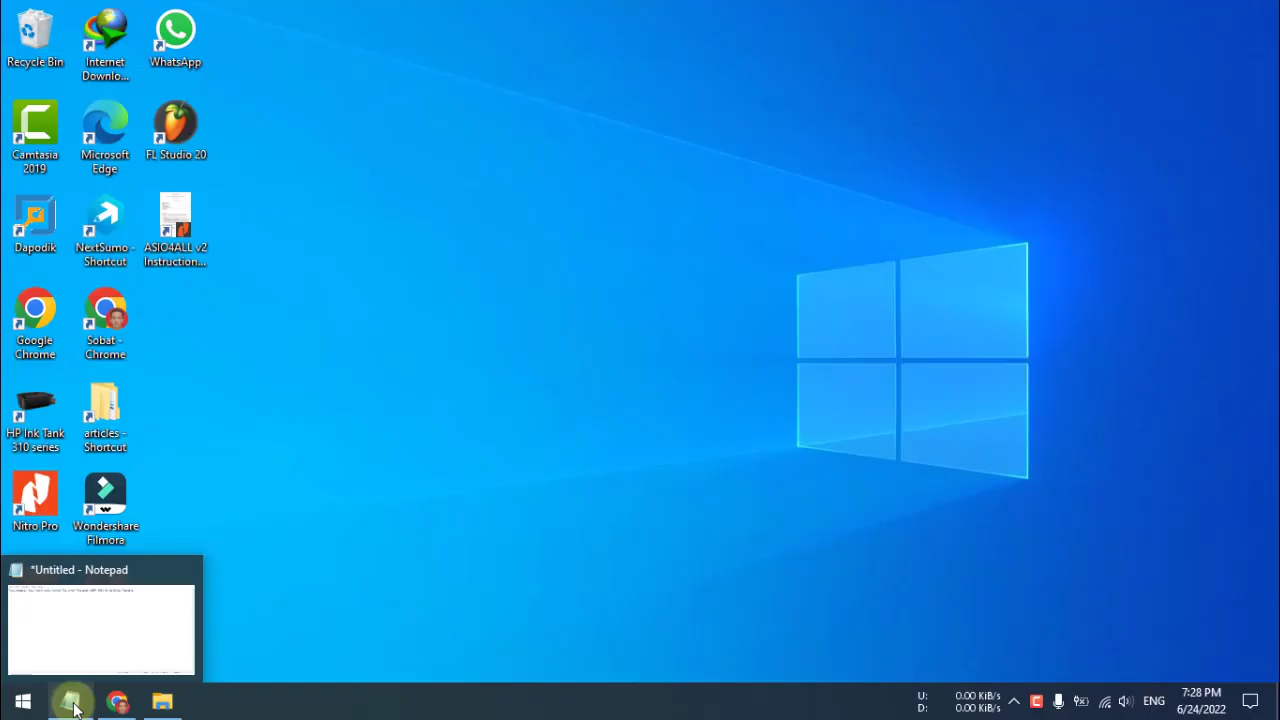 Recycle Bin
Internet
Downlo...
WhatsApp
Camtasia
2019
Microsoft
Edge
FL Studio 20
Dapodik
NextSumo -
Shortcut
ASIO4ALL v2
Instruction...
Google
Chrome
Sobat -
Chrome
HP Ink Tank
310 series
articles -
Shortcut
Nitro Pro
Wondershare
Filmora
*Untitled - Notepad
U: 0.00 KiB/s
D: 0.00 KiB/s
ENG
7:28 PM
6/24/2022